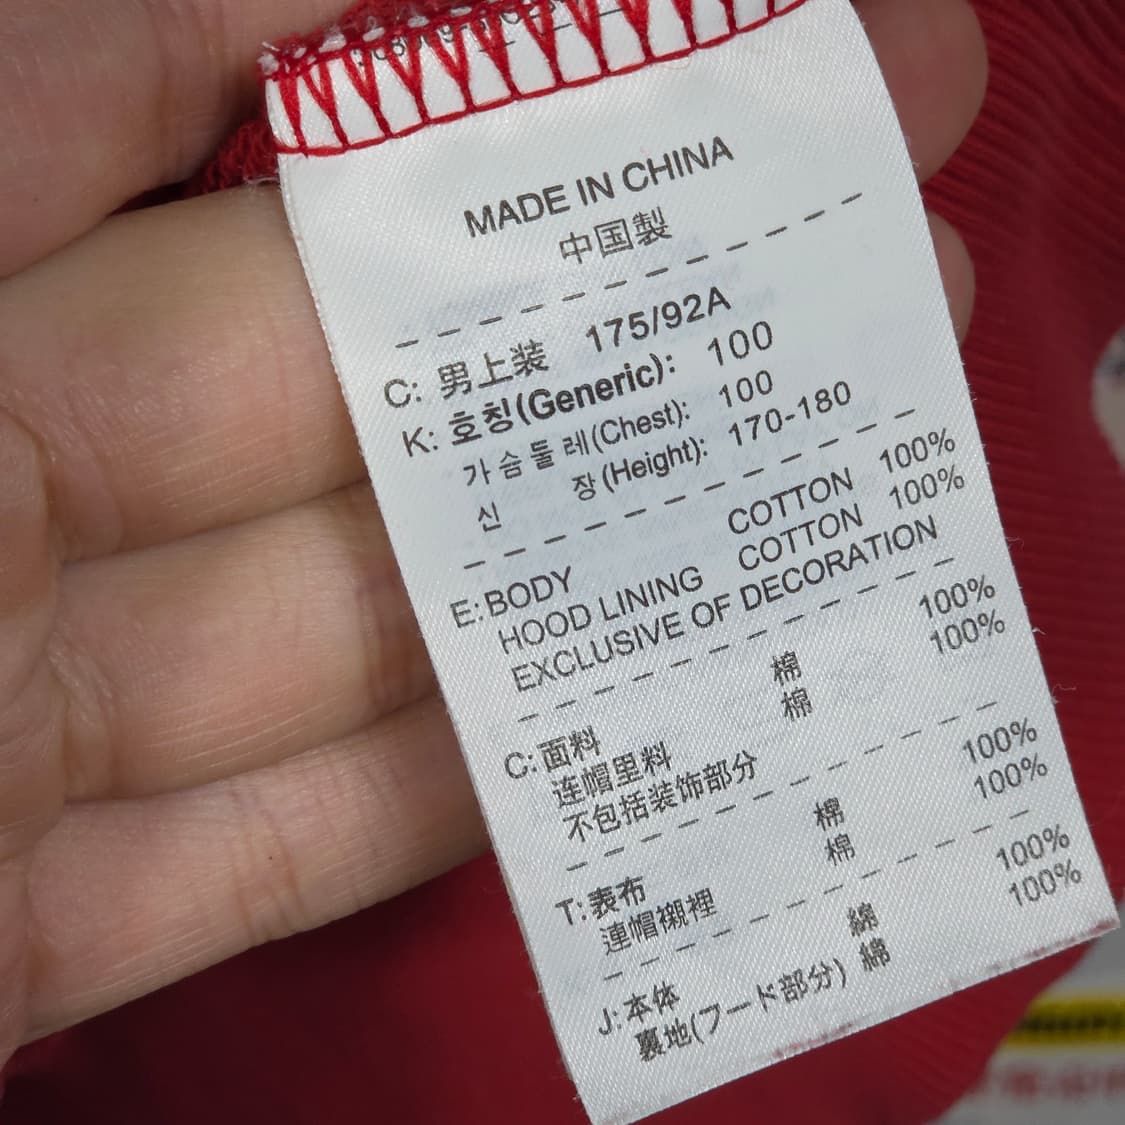 MADE IN CHINA
中国製
C: 男上装 175/92A
K: 호칭(Generic): 100
가슴둘레(Chest): 100
신 장(Height): 170-180
E: BODY COTTON 100%
HOOD LINING COTTON 100%
EXCLUSIVE OF DECORATION
C: 面料 棉 100%
连帽里料 棉 100%
不包括装饰部分
T: 表布 棉 100%
連帽襯裡 棉 100%
J: 本体 綿 100%
裏地(フード部分) 綿 100%